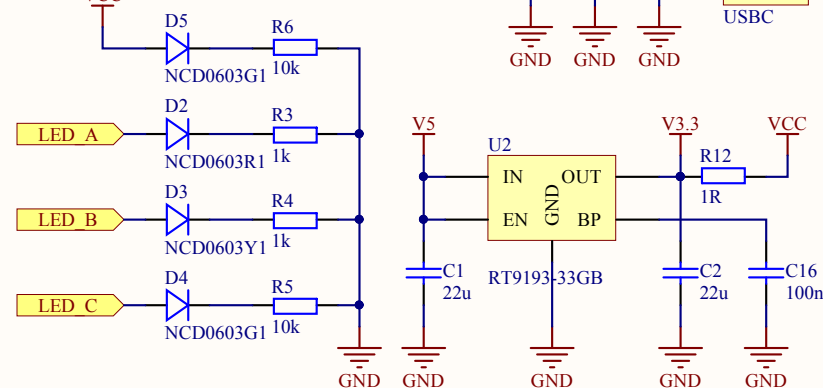 VCC
D5
R6
NCD0603G1
10k
USBC
GND
GND
GND
D2
R3
LED_A
NCD0603R1
1k
D3
R4
LED_B
NCD0603Y1
1k
D4
R5
LED_C
NCD0603G1
10k
GND
V5
V3.3
VCC
U2
R12
IN
OUT
GND
1R
EN
BP
C1
22u
RT9193-33GB
C2
22u
C16
100n
GND
GND
GND
GND